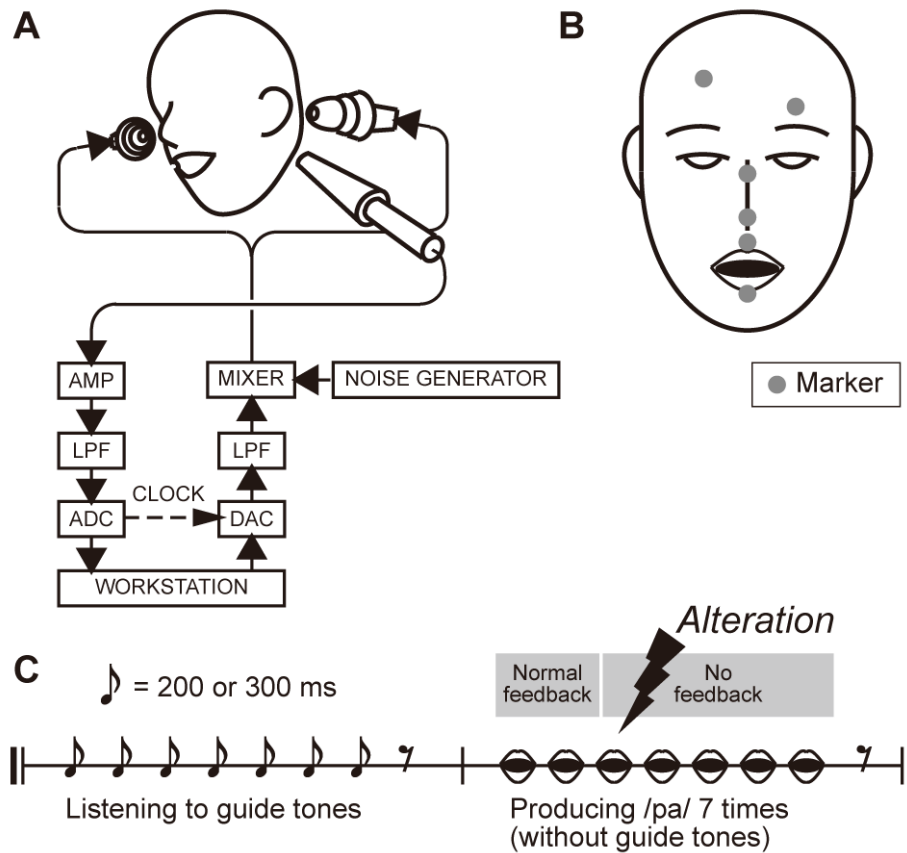 A
B
AMP
MIXER
NOISE GENERATOR
Marker
LPF
LPF
CLOCK
ADC
DAC
WORKSTATION
Alteration
C
= 200 or 300 ms
Normal
feedback
No
feedback
Listening to guide tones
Producing /pa/ 7 times
(without guide tones)